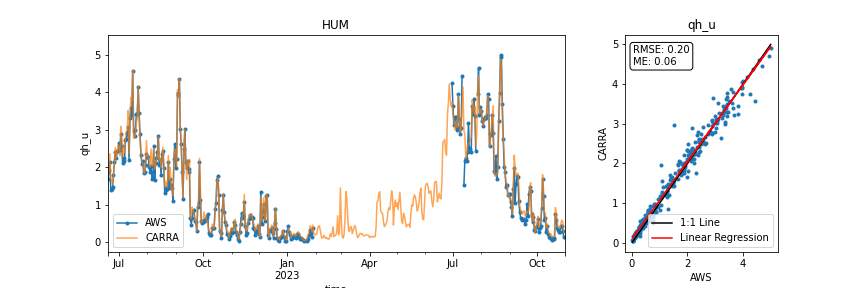 HUM
qh_u
5
4
3
2
1
0
qh_u
AWS
CARRA
Jul
Oct
Jan
2023
Apr
Jul
Oct
time
RMSE: 0.20
ME: 0.06
5
4
3
2
1
0
CARRA
1:1 Line
Linear Regression
0
2
4
AWS